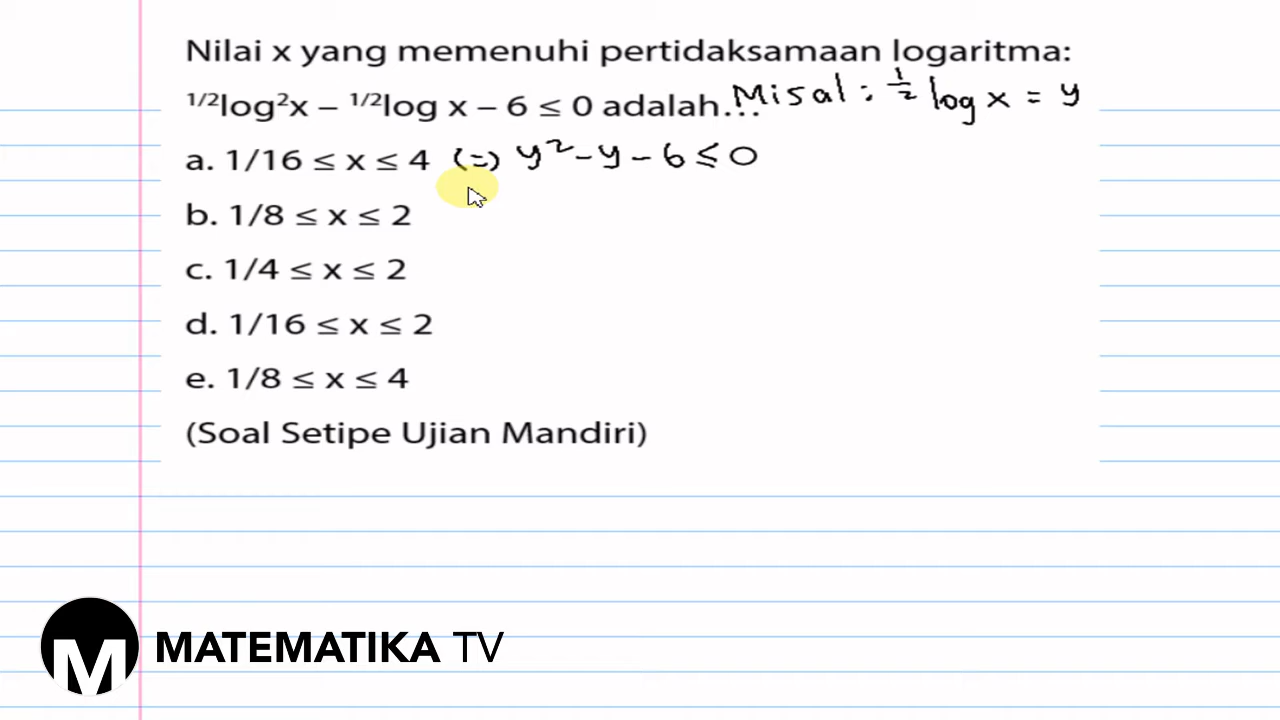 Nilai x yang memenuhi pertidaksamaan logaritma:
¹/²log²x – ¹/²log x – 6 ≤ 0 adalah... Misal : ½ log x = y
a. 1/16 ≤ x ≤ 4 (=) y² - y - 6 ≤ 0
b. 1/8 ≤ x ≤ 2
c. 1/4 ≤ x ≤ 2
d. 1/16 ≤ x ≤ 2
e. 1/8 ≤ x ≤ 4
(Soal Setipe Ujian Mandiri)
M MATEMATIKA TV